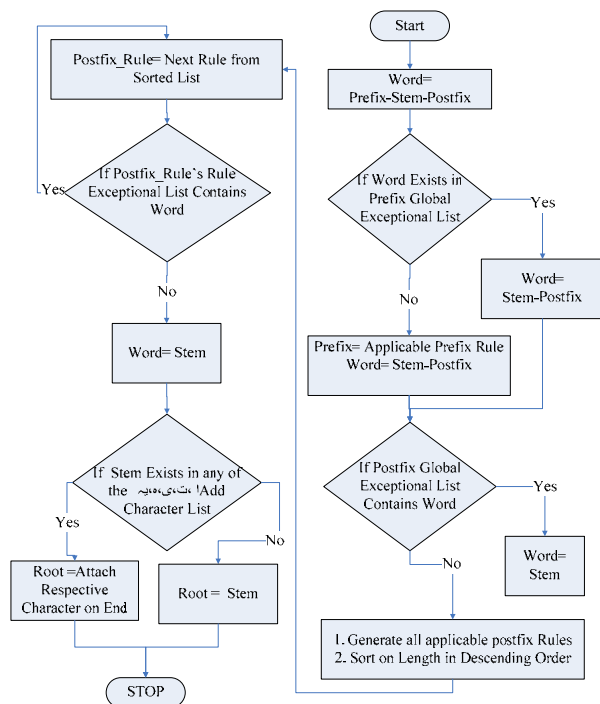 Start
Word=
Prefix-Stem-Postfix
If Word Exists in
Prefix Global
Exceptional List
Yes
Word=
Stem-Postfix
No
Prefix= Applicable Prefix Rule
Word= Stem-Postfix
If Postfix Global
Exceptional List
Contains Word
Yes
Word=
Stem
No
1. Generate all applicable postfix Rules
2. Sort on Length in Descending Order
Postfix_Rule= Next Rule from
Sorted List
If Postfix_Rule's Rule
Exceptional List Contains
Word
Yes
No
Word= Stem
If Stem Exists in any of
the ا ،ت،ی،ہ،یہ Add
Character List
Yes
No
Root =Attach
Respective
Character on End
Root = Stem
STOP